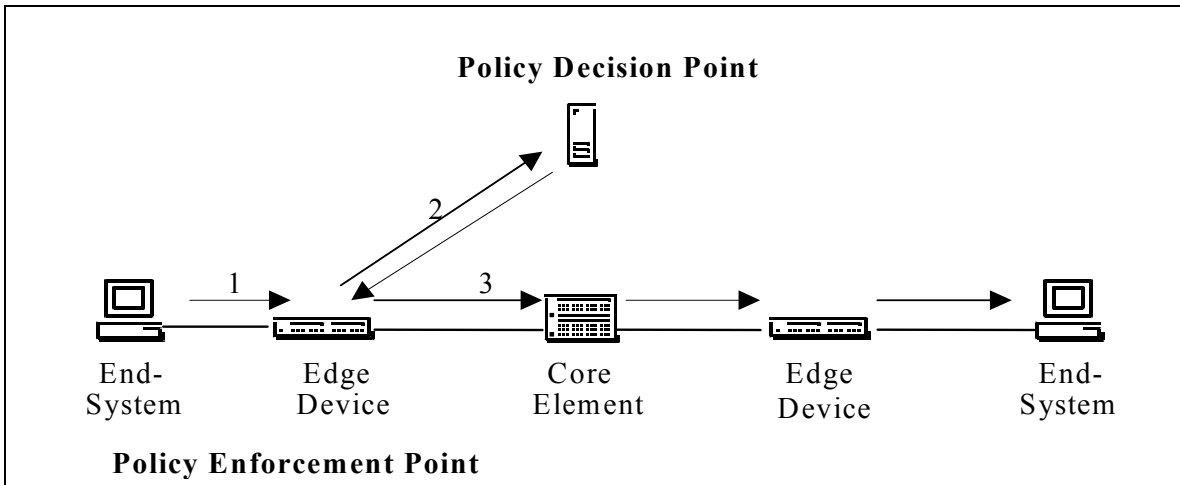 Policy Decision Point
2
1
3
End-
System
Edge
Device
Core
Element
Edge
Device
End-
System
Policy Enforcement Point